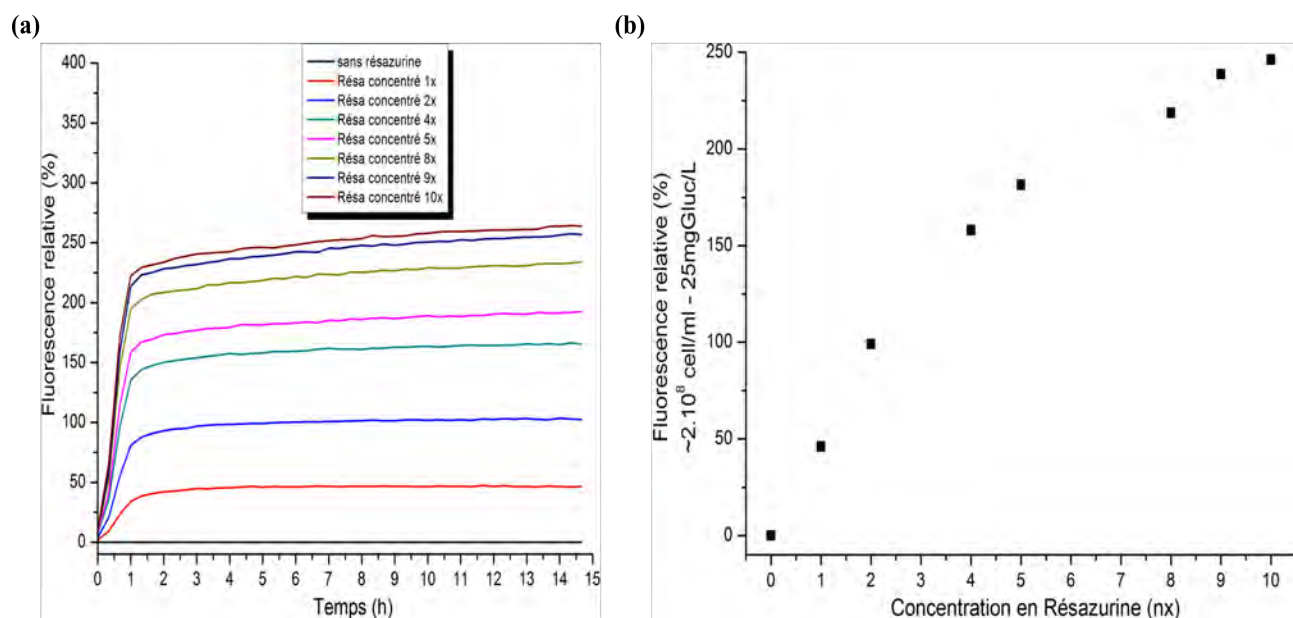 (a)
400
350
300
250
200
150
100
50
0
Fluorescence relative (%)
sans résazurine
Résa concentré 1x
Résa concentré 2x
Résa concentré 4x
Résa concentré 5x
Résa concentré 8x
Résa concentré 9x
Résa concentré 10x
0 1 2 3 4 5 6 7 8 9 10 11 12 13 14 15
Temps (h)
(b)
250
200
150
100
50
0
Fluorescence relative (%)
~2.10⁸ cell/ml - 25mgGluc/L
0 1 2 4 5 7 8 9 10
Concentration en Résazurine (nx)